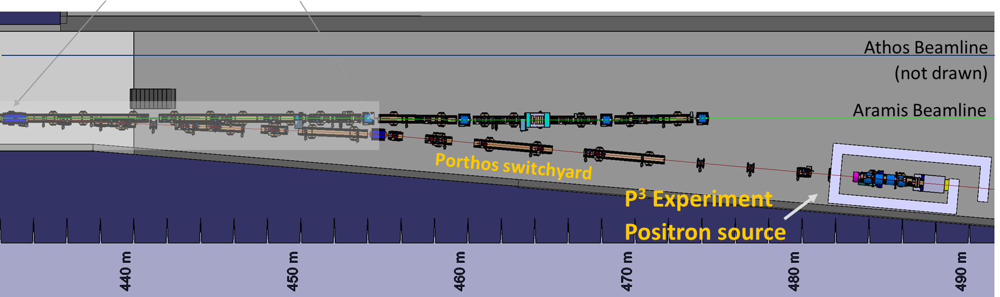 Athos Beamline
(not drawn)
Aramis Beamline
Porthos switchyard
P³ Experiment
Positron source
440 m
450 m
460 m
470 m
480 m
490 m